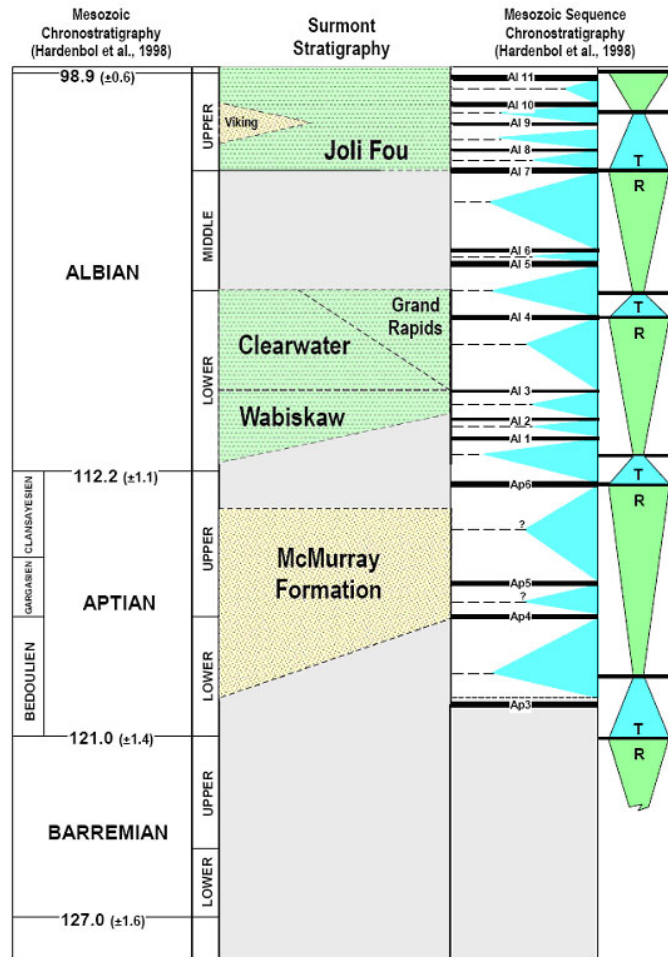 Mesozoic
Chronostratigraphy
(Hardenbol et al., 1998)
Surmont
Stratigraphy
Mesozoic Sequence
Chronostratigraphy
(Hardenbol et al., 1998)
98.9 (±0.6)
ALBIAN
112.2 (±1.1)
CLANSAYESIEN
GARGASIEN
BEDOULIEN
APTIAN
121.0 (±1.4)
BARREMIAN
127.0 (±1.6)
UPPER
MIDDLE
LOWER
UPPER
LOWER
UPPER
LOWER
Viking
Joli Fou
Grand
Rapids
Clearwater
Wabiskaw
McMurray
Formation
Al 11
Al 10
Al 9
Al 8
Al 7
Al 6
Al 5
Al 4
Al 3
Al 2
Al 1
Ap6
?
Ap5
?
Ap4
Ap3
T
R
T
R
T
R
T
R